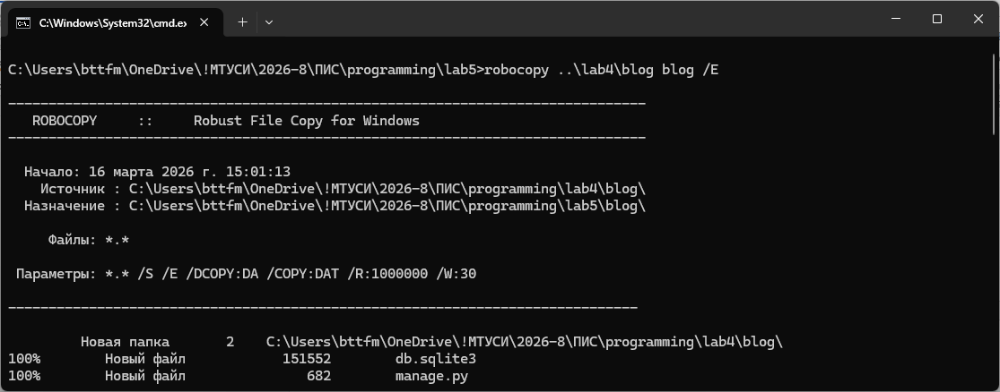 C:\Windows\System32\cmd.ex
C:\Users\bttfm\OneDrive\!МТУСИ\2026-8\ПИС\programming\lab5>robocopy ..\lab4\blog blog /E
-------------------------------------------------------------------------------
ROBOCOPY     ::     Robust File Copy for Windows
-------------------------------------------------------------------------------
Начало: 16 марта 2026 г. 15:01:13
Источник : C:\Users\bttfm\OneDrive\!МТУСИ\2026-8\ПИС\programming\lab4\blog\
Назначение : C:\Users\bttfm\OneDrive\!МТУСИ\2026-8\ПИС\programming\lab5\blog\
Файлы: *.*
Параметры: *.* /S /E /DCOPY:DA /COPY:DAT /R:1000000 /W:30
------------------------------------------------------------------------------
Новая папка       2    C:\Users\bttfm\OneDrive\!МТУСИ\2026-8\ПИС\programming\lab4\blog\
100%        Новый файл            151552        db.sqlite3
100%        Новый файл               682        manage.py